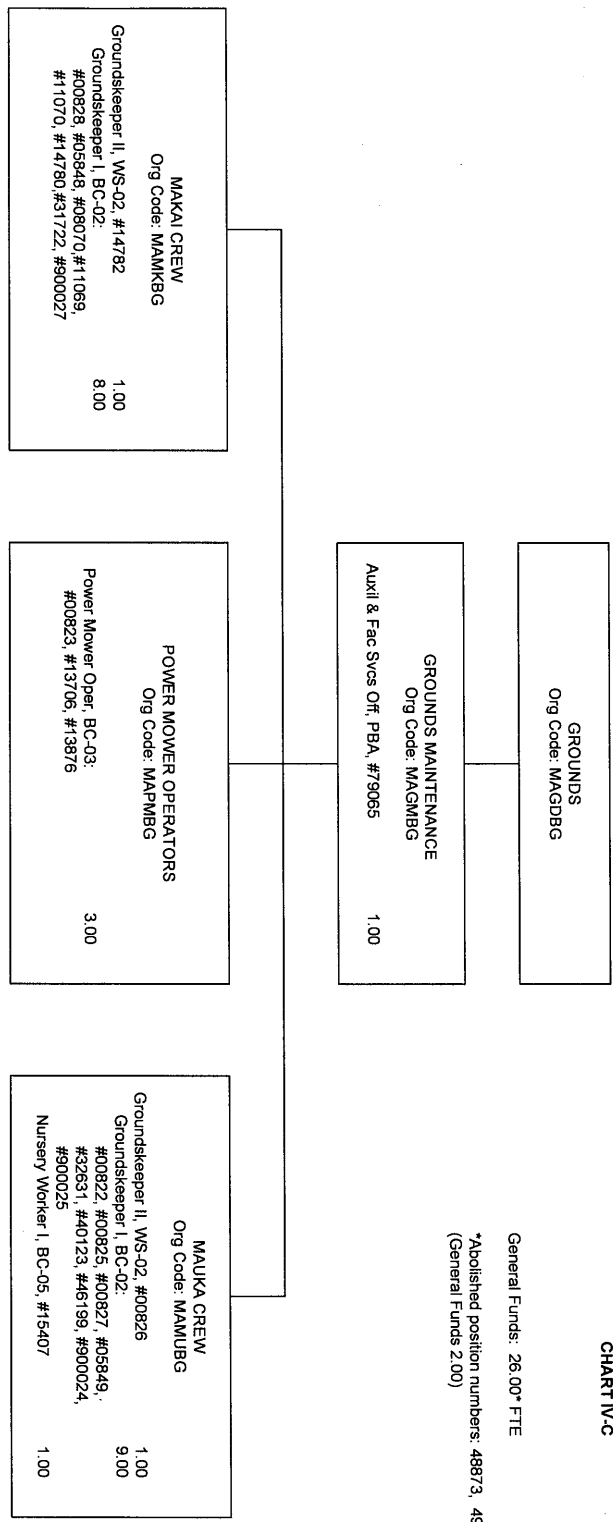 CHART IV-C
General Funds: 26.00* FTE
*Abolished position numbers: 48873, 49
(General Funds 2.00)
GROUNDS
Org Code: MAGDBG
GROUNDS MAINTENANCE
Org Code: MAGMBG
Auxil & Fac Svcs Off, PBA, #79065 1.00
MAKAI CREW
Org Code: MAMKBG
Groundskeeper II, WS-02, #14782 1.00
Groundskeeper I, BC-02: 8.00
#00828, #05848, #08070,#11069,
#11070, #14780,#31722, #900027
POWER MOWER OPERATORS
Org Code: MAPMBG
Power Mower Oper, BC-03: 3.00
#00823, #13706, #13876
MAUKA CREW
Org Code: MAMUBG
Groundskeeper II, WS-02, #00826 1.00
Groundskeeper I, BC-02: 9.00
#00822, #00825, #00827, #05849,
#32631, #40123, #46199, #900024,
#900025
Nursery Worker I, BC-05, #15407 1.00